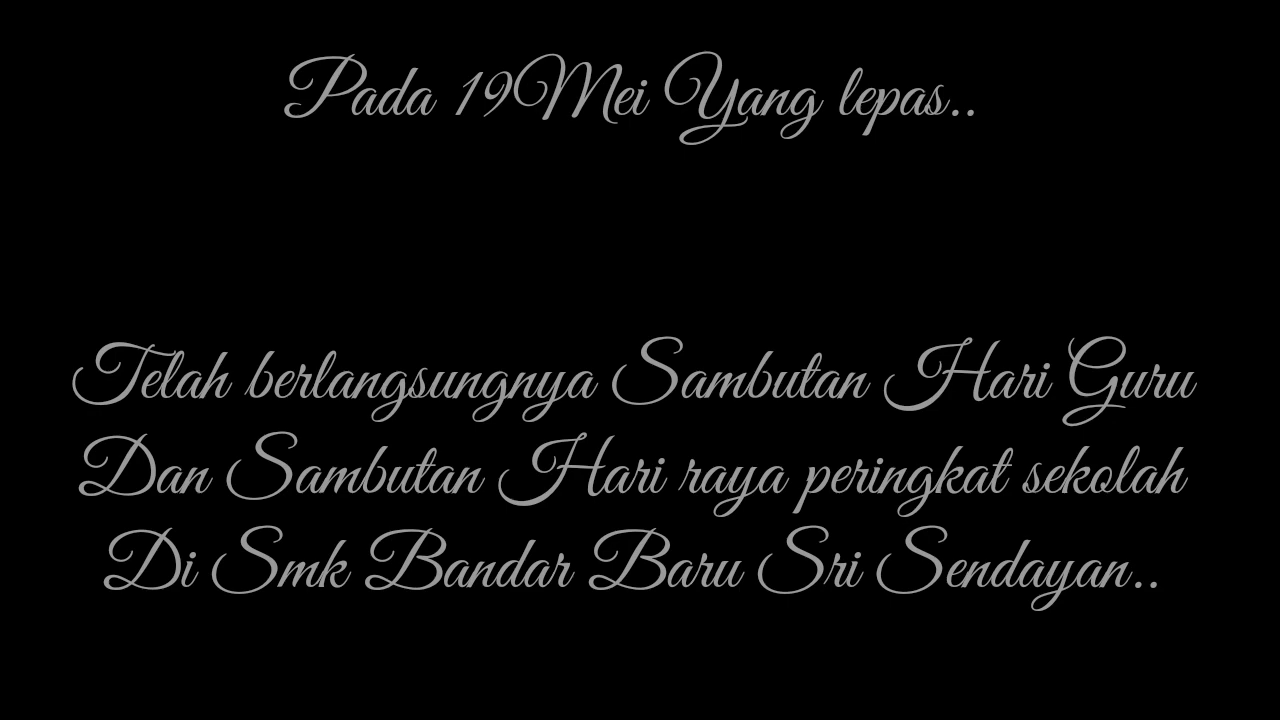 Pada 19Mei Yang lepas..
Telah berlangsungnya Sambutan Hari Guru
Dan Sambutan Hari raya peringkat sekolah
Di Smk Bandar Baru Sri Sendayan..